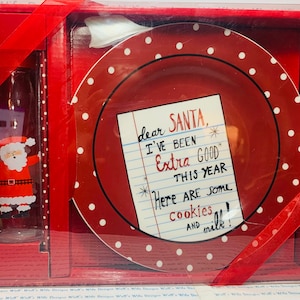 dear SANTA,
I'VE BEEN
Extra GOOD
THIS YEAR
Here ARE some
cookies
AND milk!